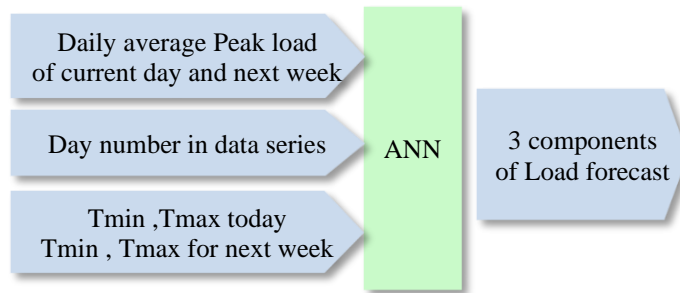 Daily average Peak load
of current day and next week
Day number in data series
Tmin ,Tmax today
Tmin , Tmax for next week
ANN
3 components
of Load forecast